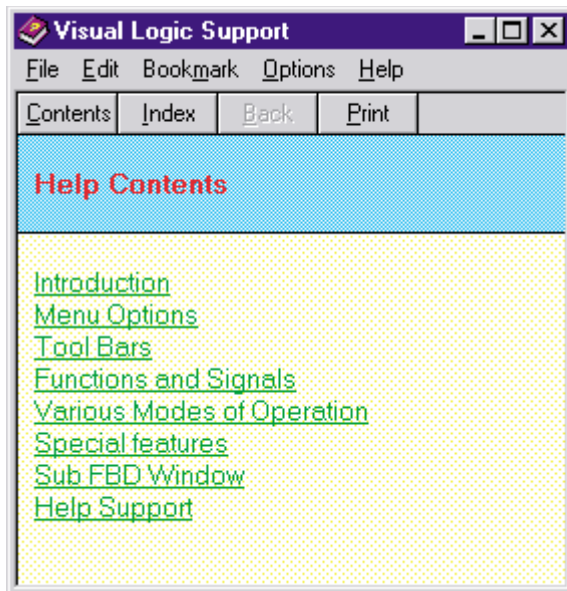 Visual Logic Support
File Edit Bookmark Options Help
Contents Index Back Print
Help Contents
Introduction
Menu Options
Tool Bars
Functions and Signals
Various Modes of Operation
Special features
Sub FBD Window
Help Support